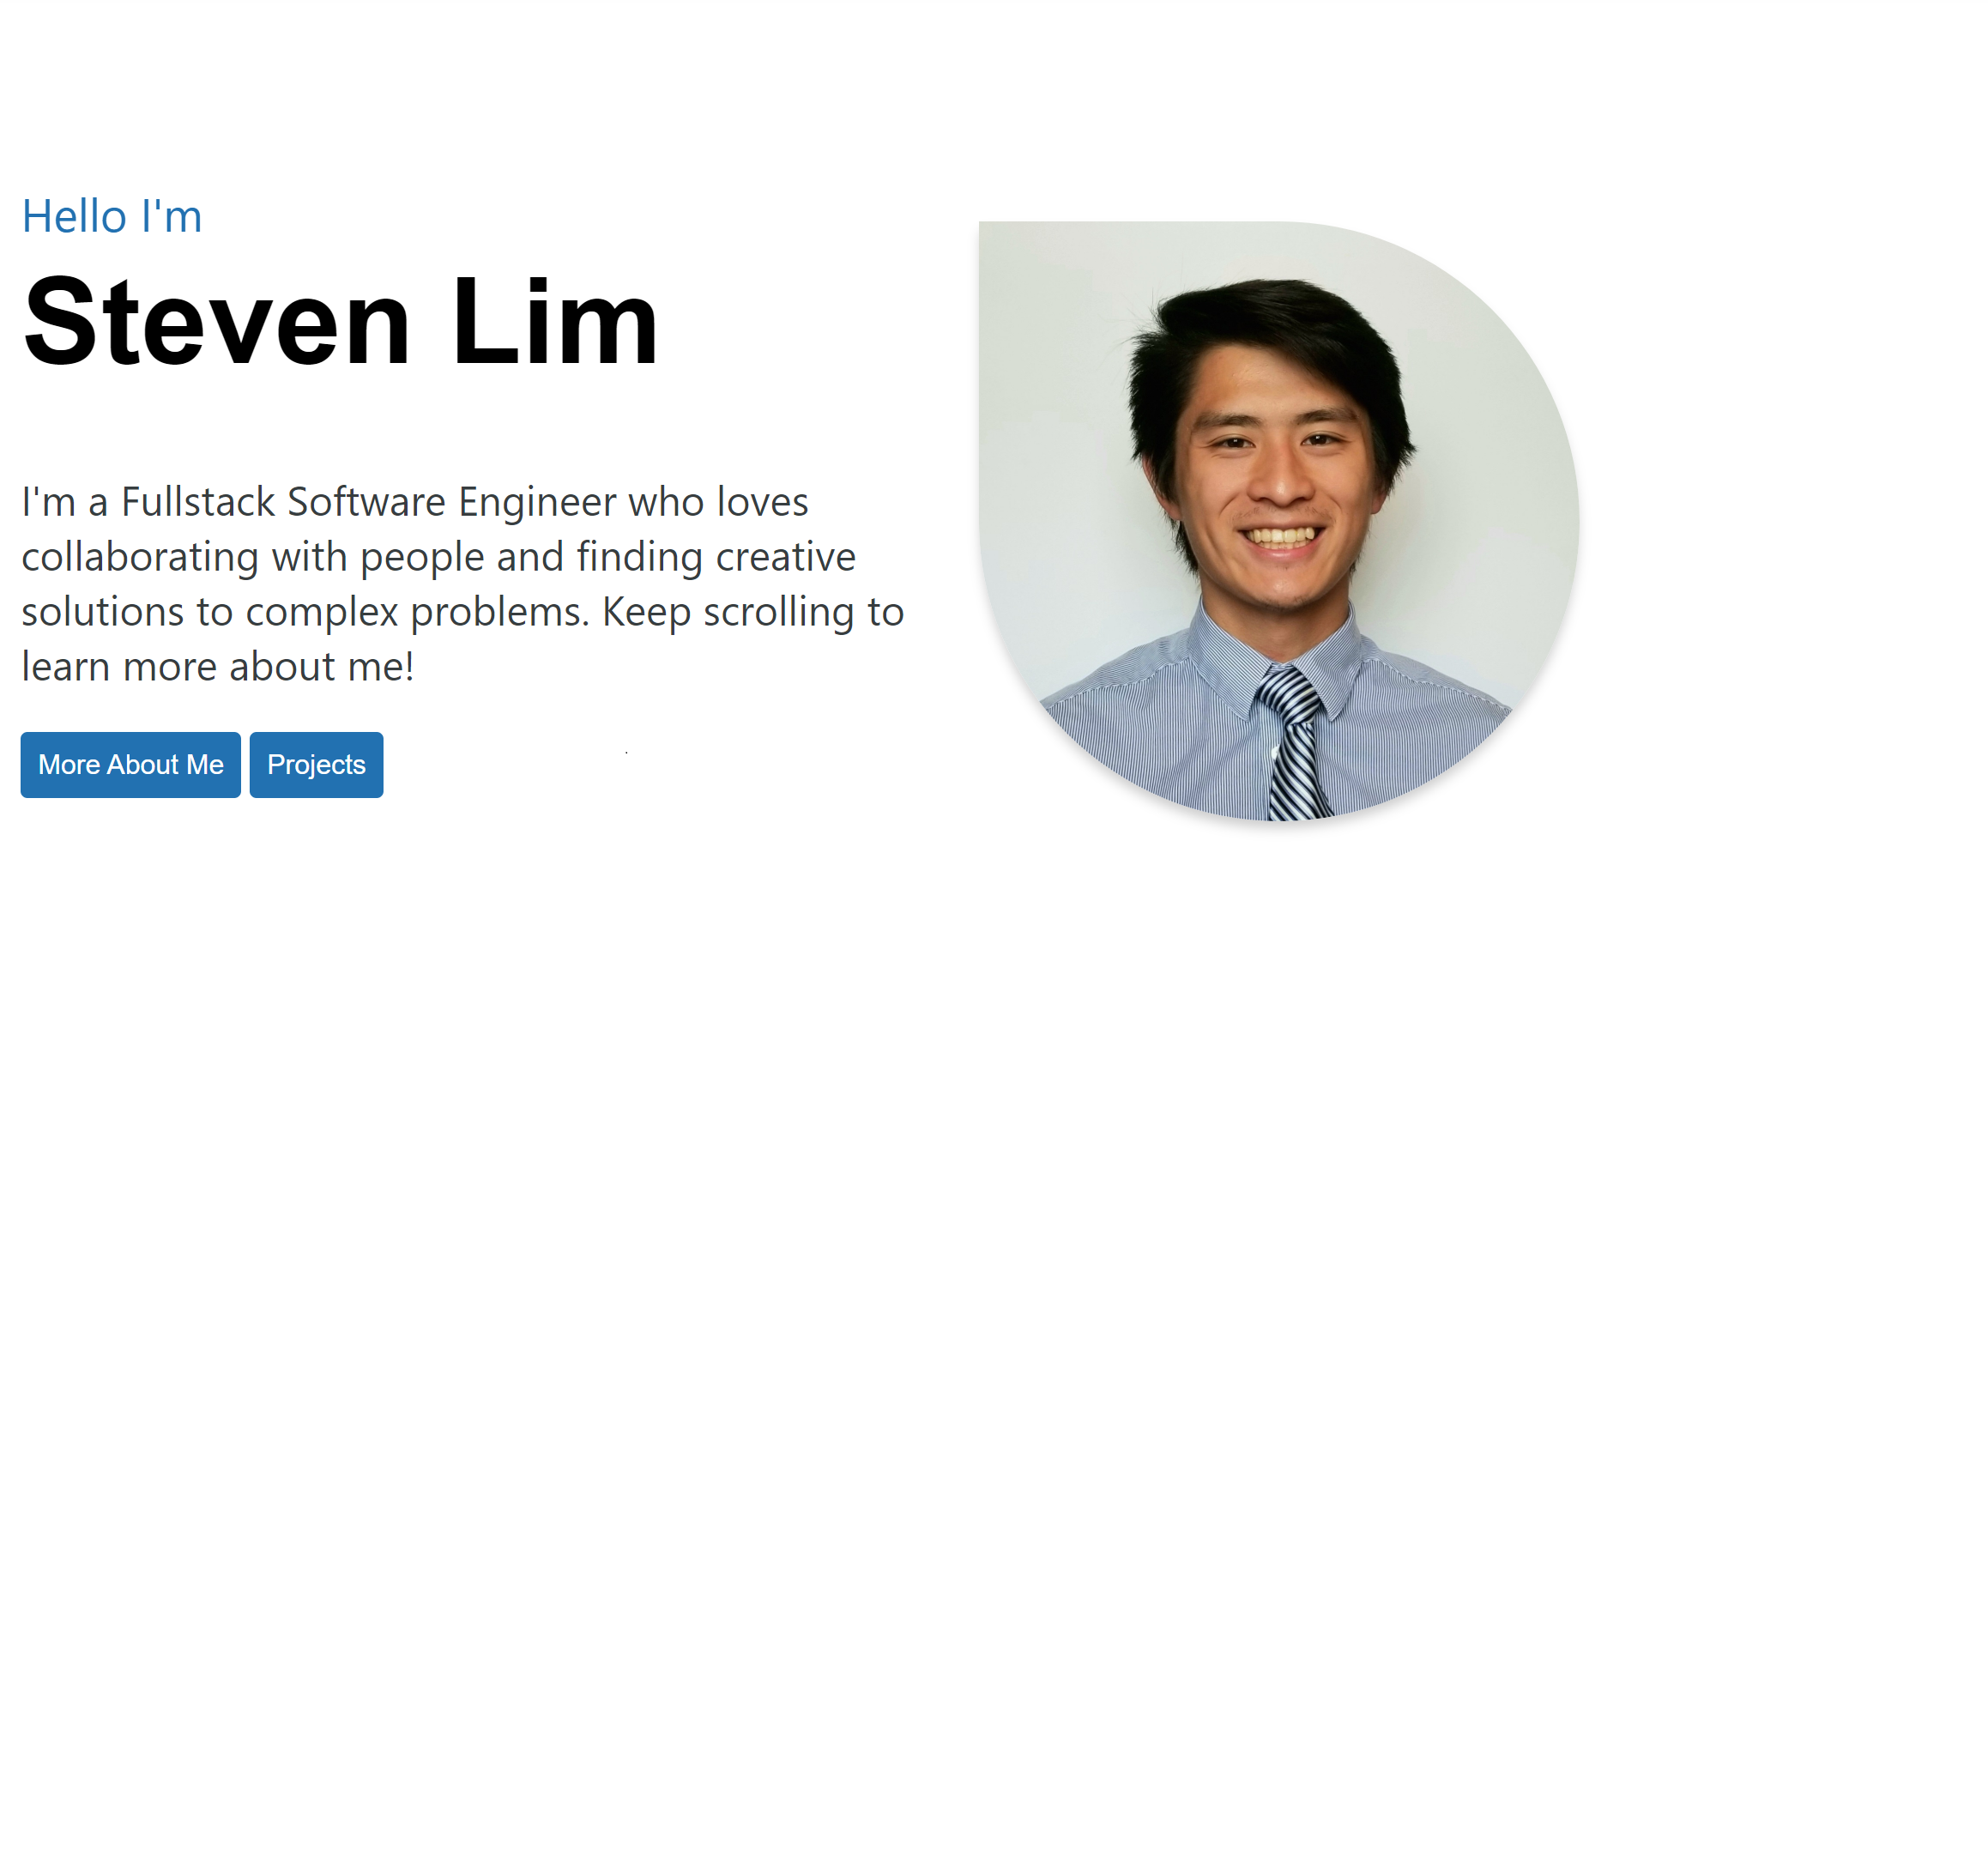 Hello I'm
Steven Lim
I'm a Fullstack Software Engineer who loves
collaborating with people and finding creative
solutions to complex problems. Keep scrolling to
learn more about me!
More About Me
Projects